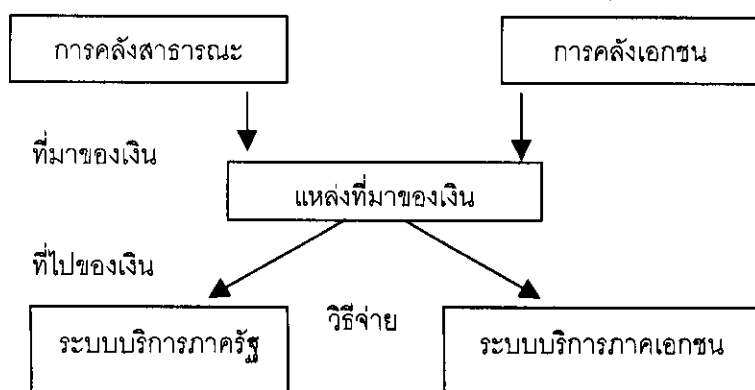 การคลังสาธารณะ
การคลังเอกชน
ที่มาของเงิน
แหล่งที่มาของเงิน
ที่ไปของเงิน
วิธีจ่าย
ระบบบริการภาครัฐ
ระบบบริการภาคเอกชน